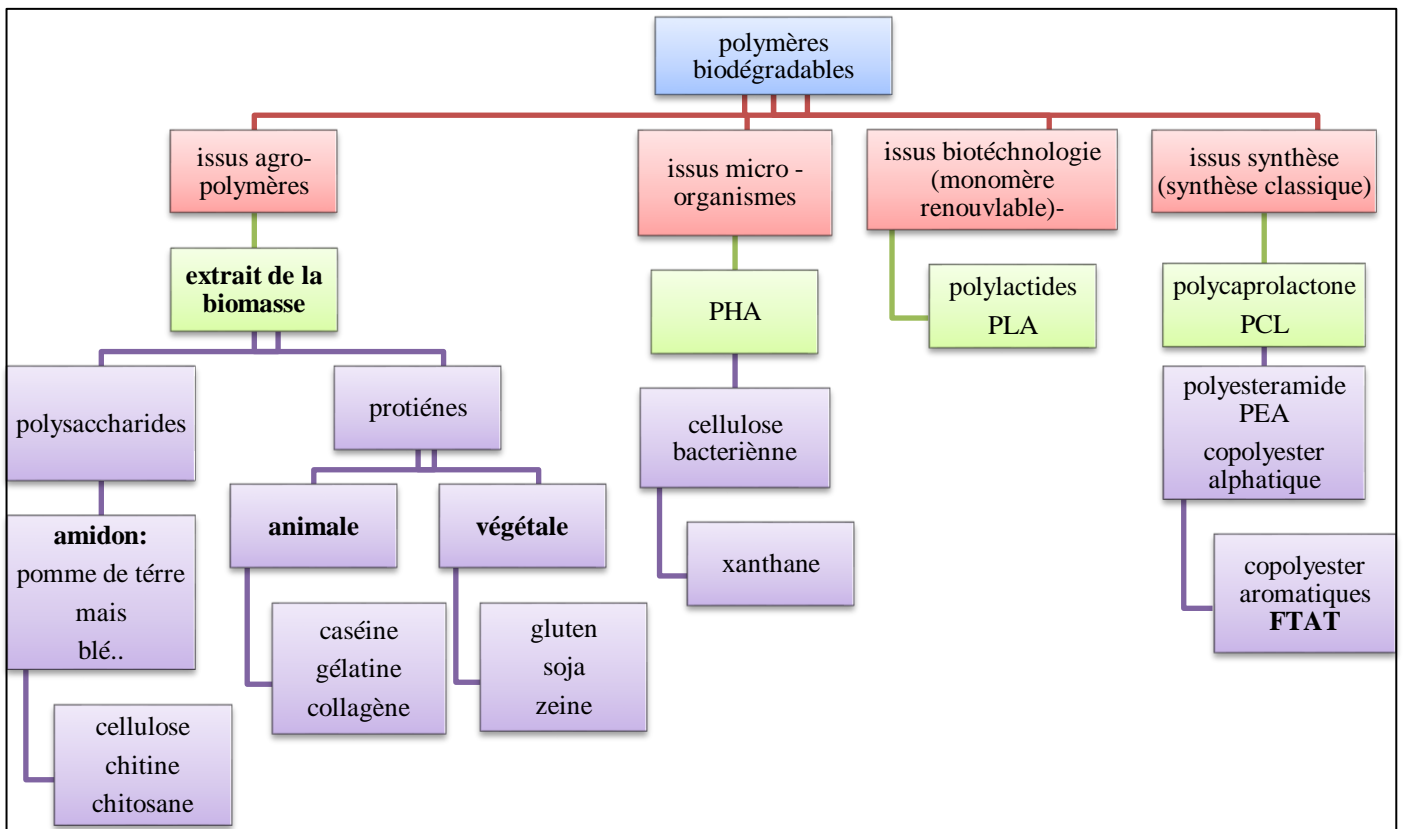 polymères
biodégradables
issus agro-
polymères
issus micro -
organismes
issus biotéchnologie
(monomère
renouvlable)-
issus synthèse
(synthèse classique)
extrait de la
biomasse
PHA
polylactides
PLA
polycaprolactone
PCL
polysaccharides
protiénes
cellulose
bacteriènne
polyesteramide
PEA
copolyester
alphatique
amidon:
pomme de térre
mais
blé..
animale
végétale
xanthane
copolyester
aromatiques
FTAT
caséine
gélatine
collagène
gluten
soja
zeine
cellulose
chitine
chitosane